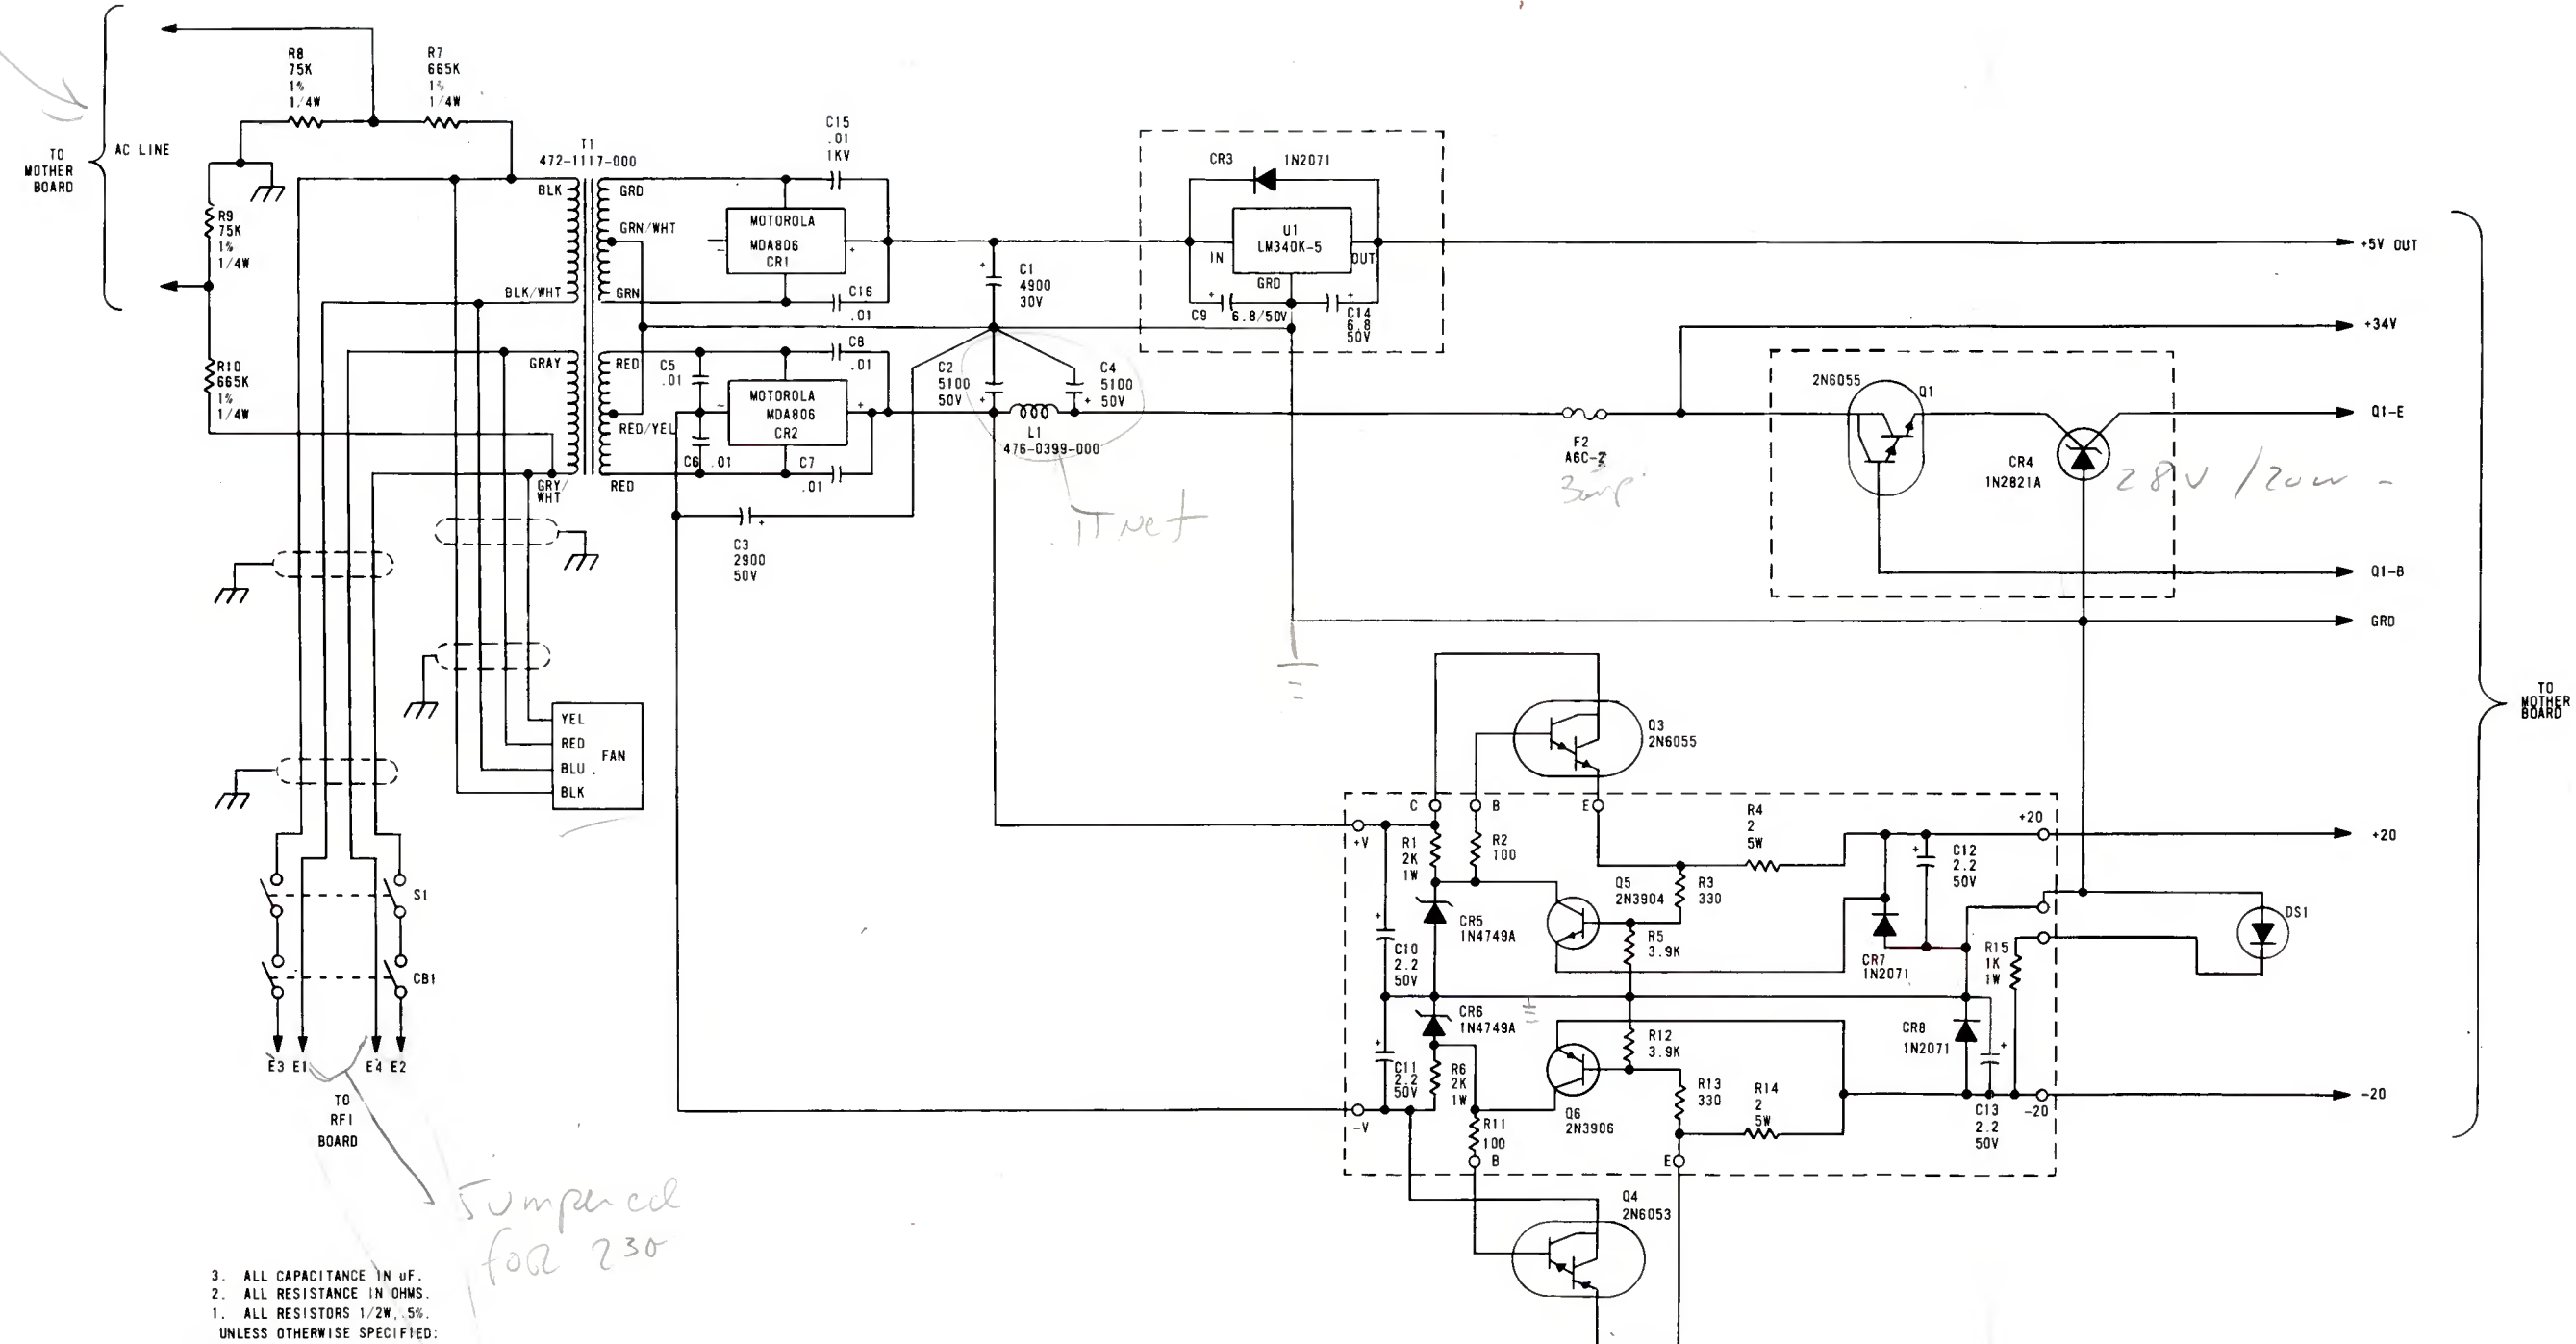 TO
MOTHER
BOARD
AC LINE
R8
75K
1%
1/4W
R7
665K
1%
1/4W
R9
75K
1%
1/4W
R10
665K
1%
1/4W
T1
472-1117-000
BLK
BLK/WHT
GRAY
GRY/
WHT
GRD
GRN/WHT
GRN
RED
RED/YEL
RED
C15
.01
1KV
MOTOROLA
MDA806
CR1
-
+
C16
.01
C1
4900
30V
+
C5
.01
C8
.01
MOTOROLA
MDA806
CR2
-
+
C6 .01
C7
.01
C3
2900
50V
+
C2
5100
50V
+
C4
5100
50V
+
L1
476-0399-000
CR3
1N2071
U1
LM340K-5
IN
OUT
GRD
C9
+
6.8/50V
C14
6.8
50V
+
F2
A6C-2
2N6055
Q1
CR4
1N2821A
28V / 20W -
+5V OUT
+34V
Q1-E
Q1-B
GRD
TO
MOTHER
BOARD
YEL
RED
BLU
BLK
FAN
S1
CB1
E3 E1
E4 E2
TO
RFI
BOARD
Jumpered
for 230
Q3
2N6055
C
B
E
+V
R1
2K
1W
R2
100
R4
2
5W
+20
+20
C12
2.2
50V
+
Q5
2N3904
R3
330
CR5
1N4749A
R5
3.9K
C10
2.2
50V
+
CR7
1N2071
R15
1K
1W
DS1
CR6
1N4749A
R12
3.9K
CR8
1N2071
+
C11
2.2
50V
+
R6
2K
1W
Q6
2N3906
R13
330
R14
2
5W
C13
2.2
50V
-20
-20
-V
R11
100
B
E
Q4
2N6053
3. ALL CAPACITANCE IN uF.
2. ALL RESISTANCE IN OHMS.
1. ALL RESISTORS 1/2W, 5%.
UNLESS OTHERWISE SPECIFIED: